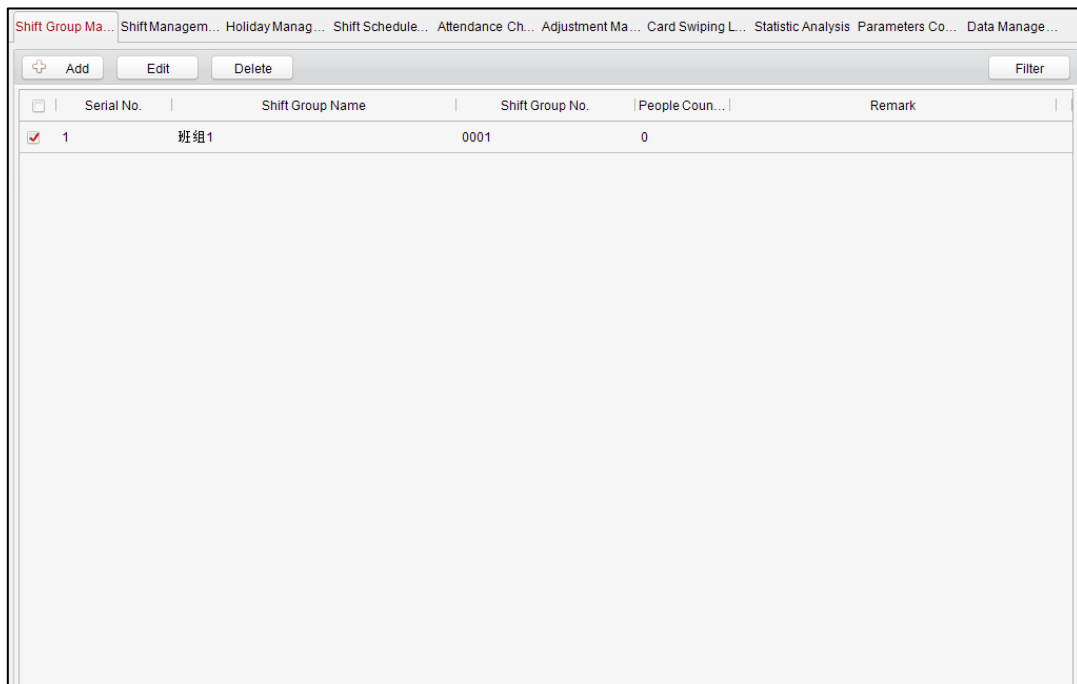 Shift Group Ma... Shift Managem... Holiday Manag... Shift Schedule... Attendance Ch... Adjustment Ma... Card Swiping L... Statistic Analysis Parameters Co... Data Manage...
Add Edit Delete Filter
Serial No. Shift Group Name Shift Group No. People Coun... Remark
1 班组1 0001 0